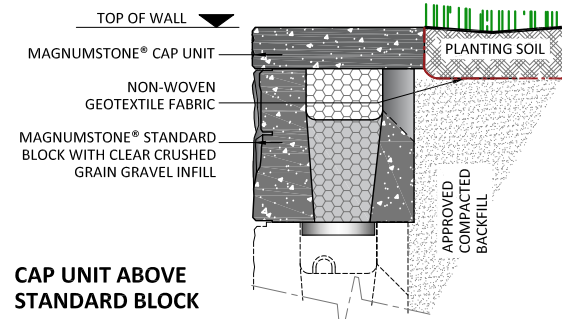 TOP OF WALL
MAGNUMSTONE® CAP UNIT
PLANTING SOIL
NON-WOVEN
GEOTEXTILE FABRIC
MAGNUMSTONE® STANDARD
BLOCK WITH CLEAR CRUSHED
GRAIN GRAVEL INFILL
APPROVED
COMPACTED
BACKFILL
CAP UNIT ABOVE
STANDARD BLOCK